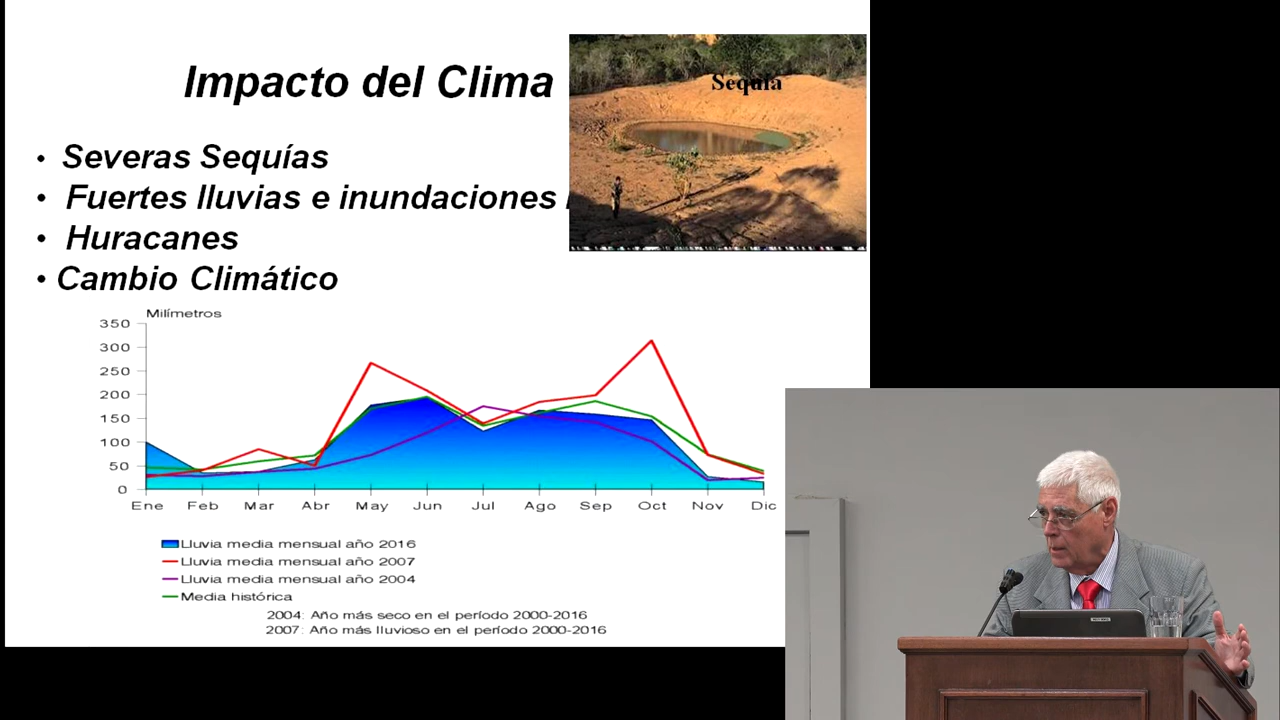 Impacto del Clima
Sequía
• Severas Sequías
• Fuertes lluvias e inundaciones
• Huracanes
• Cambio Climático
Milímetros
350
300
250
200
150
100
50
0
Ene Feb Mar Abr May Jun Jul Ago Sep Oct Nov Dic
Lluvia media mensual año 2016
Lluvia media mensual año 2007
Lluvia media mensual año 2004
Media histórica
2004: Año más seco en el período 2000-2016
2007: Año más lluvioso en el período 2000-2016